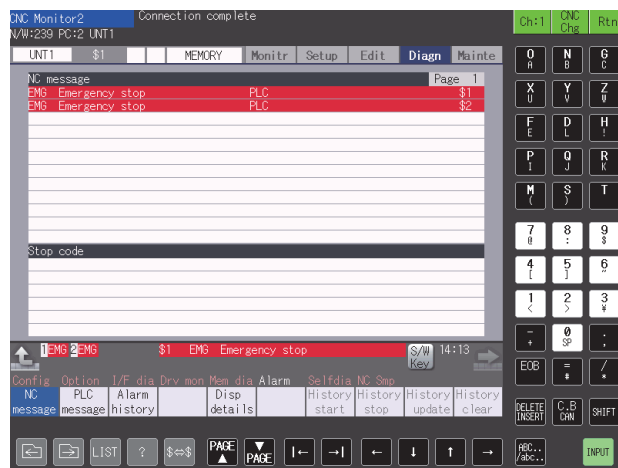 CNC Monitor2 Connection complete
N/W:239 PC:2 UNT1
Ch:1 CNC Chg Rtn
UNT1 $1 MEMORY Monitr Setup Edit Diagn Mainte
NC message Page 1
EMG Emergency stop PLC $1
EMG Emergency stop PLC $2
Stop code
1EMG 2EMG $1 EMG Emergency stop S/W Key 14:13
Config Option I/F dia Drv mon Mem dia Alarm Selfdia NC Smp
NC message PLC message Alarm history Disp details History start History stop History update History clear
LIST ? $⇔$ PAGE ▲ ▼ PAGE |← →| ← ↓ ↑ →
O A N B G C
X U Y V Z W
F E D L H !
P I Q J R K
M ( S ) T
7 @ 8 : 9 $
4 [ 5 ] 6 "
1 < 2 > 3 ¥
- + 0 SP . ,
EOB = # / *
DELETE INSERT C.B CAN SHIFT
ABC.. /abc.. INPUT